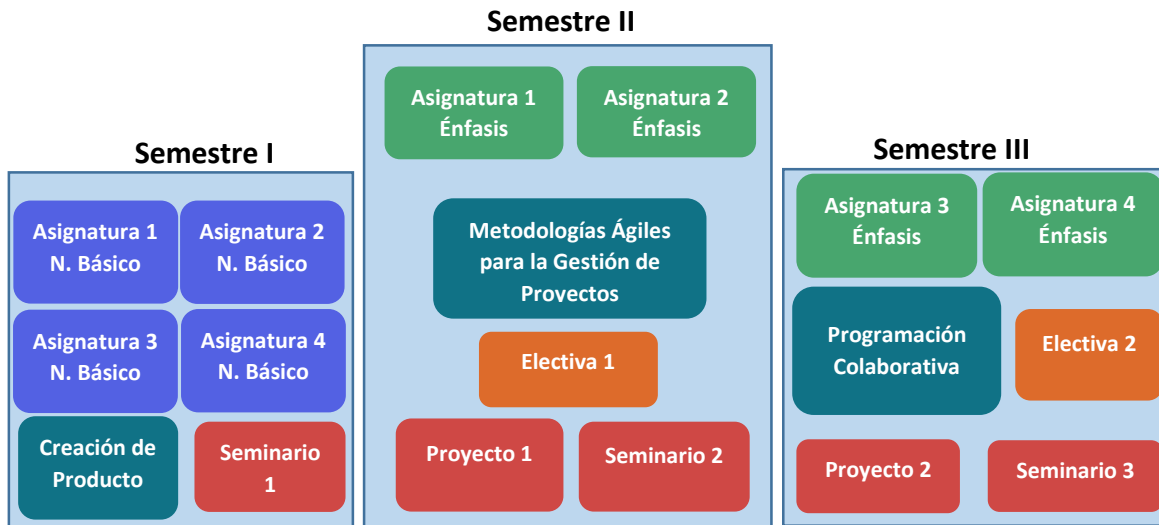 Semestre II
Asignatura 1
Énfasis
Asignatura 2
Énfasis
Metodologías Ágiles
para la Gestión de
Proyectos
Electiva 1
Proyecto 1
Seminario 2
Semestre I
Asignatura 1
N. Básico
Asignatura 2
N. Básico
Asignatura 3
N. Básico
Asignatura 4
N. Básico
Creación de
Producto
Seminario
1
Semestre III
Asignatura 3
Énfasis
Asignatura 4
Énfasis
Programación
Colaborativa
Electiva 2
Proyecto 2
Seminario 3